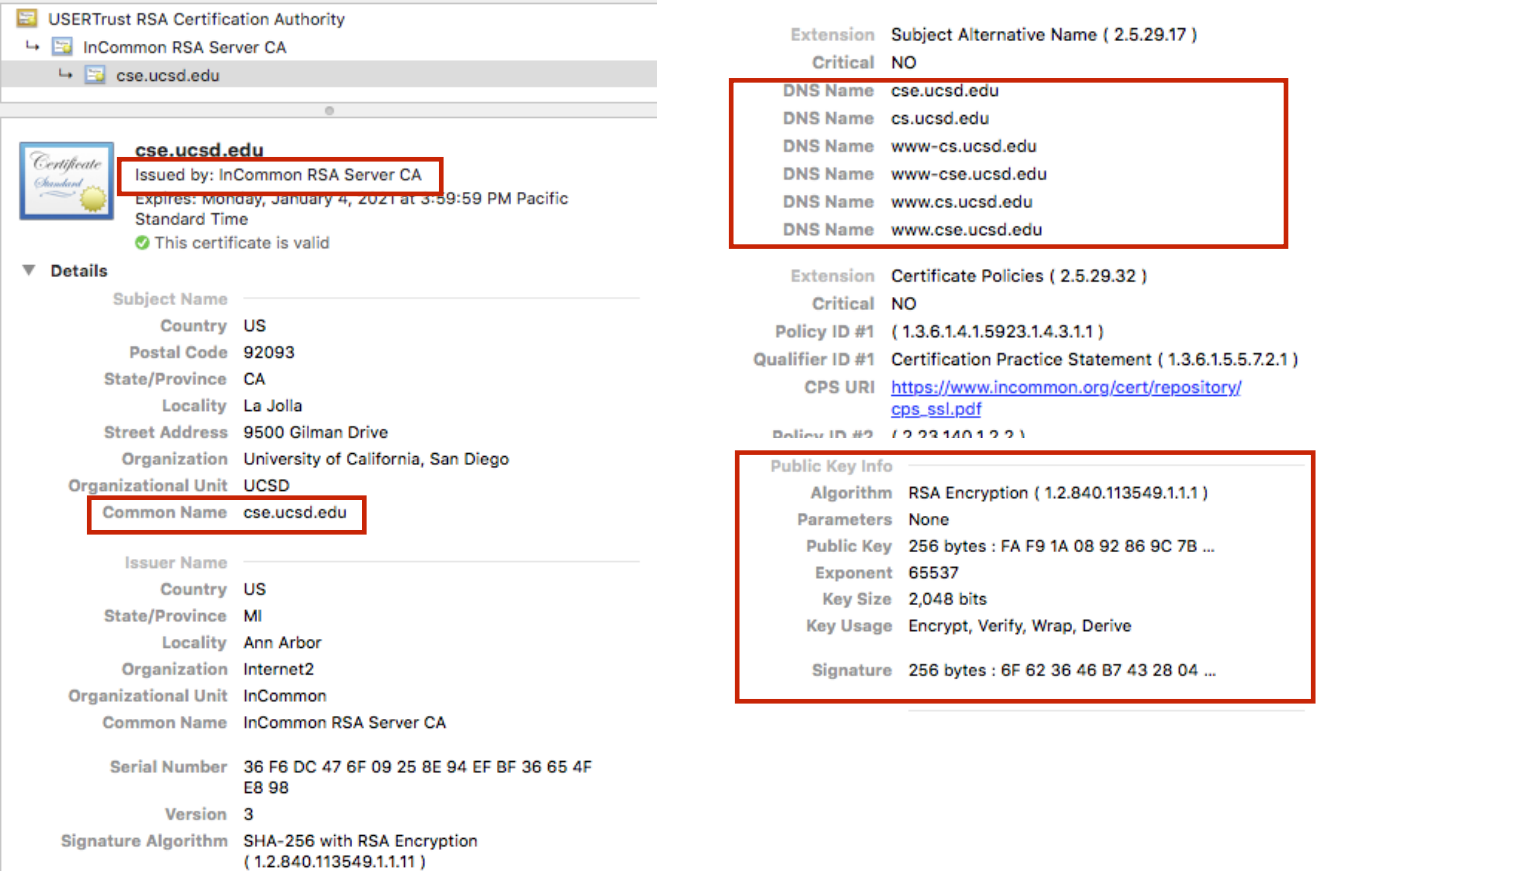 USERTrust RSA Certification Authority
InCommon RSA Server CA
cse.ucsd.edu
Certificate
Standard
cse.ucsd.edu
Issued by: InCommon RSA Server CA
Expires: Monday, January 4, 2021 at 3:59:59 PM Pacific
Standard Time
This certificate is valid
Details
Subject Name
Country US
Postal Code 92093
State/Province CA
Locality La Jolla
Street Address 9500 Gilman Drive
Organization University of California, San Diego
Organizational Unit UCSD
Common Name cse.ucsd.edu
Issuer Name
Country US
State/Province MI
Locality Ann Arbor
Organization Internet2
Organizational Unit InCommon
Common Name InCommon RSA Server CA
Serial Number 36 F6 DC 47 6F 09 25 8E 94 EF BF 36 65 4F
E8 98
Version 3
Signature Algorithm SHA-256 with RSA Encryption
( 1.2.840.113549.1.1.11 )
Extension Subject Alternative Name ( 2.5.29.17 )
Critical NO
DNS Name cse.ucsd.edu
DNS Name cs.ucsd.edu
DNS Name www-cs.ucsd.edu
DNS Name www-cse.ucsd.edu
DNS Name www.cs.ucsd.edu
DNS Name www.cse.ucsd.edu
Extension Certificate Policies ( 2.5.29.32 )
Critical NO
Policy ID #1 ( 1.3.6.1.4.1.5923.1.4.3.1.1 )
Qualifier ID #1 Certification Practice Statement ( 1.3.6.1.5.5.7.2.1 )
CPS URI https://www.incommon.org/cert/repository/
cps_ssl.pdf
Policy ID #2 ( 2.23.140.1.2.2 )
Public Key Info
Algorithm RSA Encryption ( 1.2.840.113549.1.1.1 )
Parameters None
Public Key 256 bytes : FA F9 1A 08 92 86 9C 7B ...
Exponent 65537
Key Size 2,048 bits
Key Usage Encrypt, Verify, Wrap, Derive
Signature 256 bytes : 6F 62 36 46 B7 43 28 04 ...